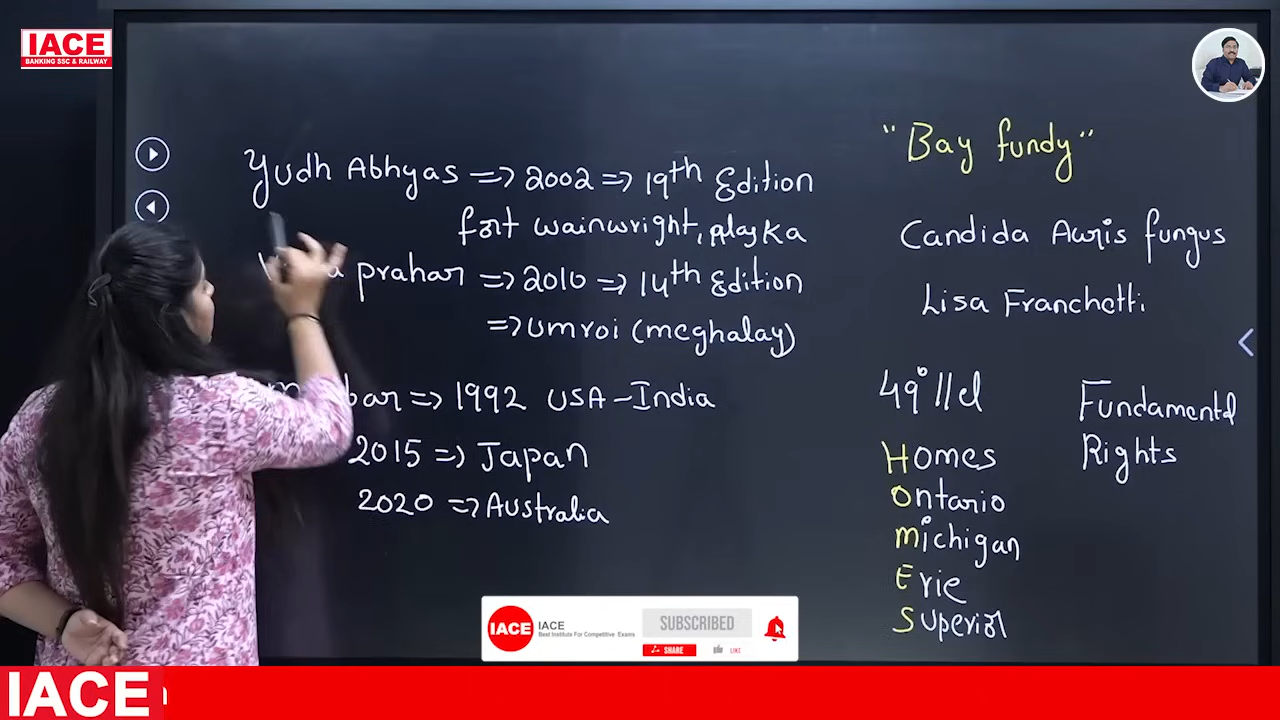 IACE
BANKING SSC & RAILWAY
Yudh Abhyas => 2002 => 19th Edition
fort wainwright, Alaska
prahar => 2010 => 14th Edition
=> Umroi (meghalay)
bar => 1992 USA - India
2015 => Japan
2020 => Australia
"Bay fundy"
Candida Auris fungus
Lisa Franchetti
49° llel
Homes
Ontario
Michigan
Erie
Superior
Fundamental
Rights
IACE
IACE
Best Institute For Competitive Exams
SUBSCRIBED
SHARE
LIKE
IACE